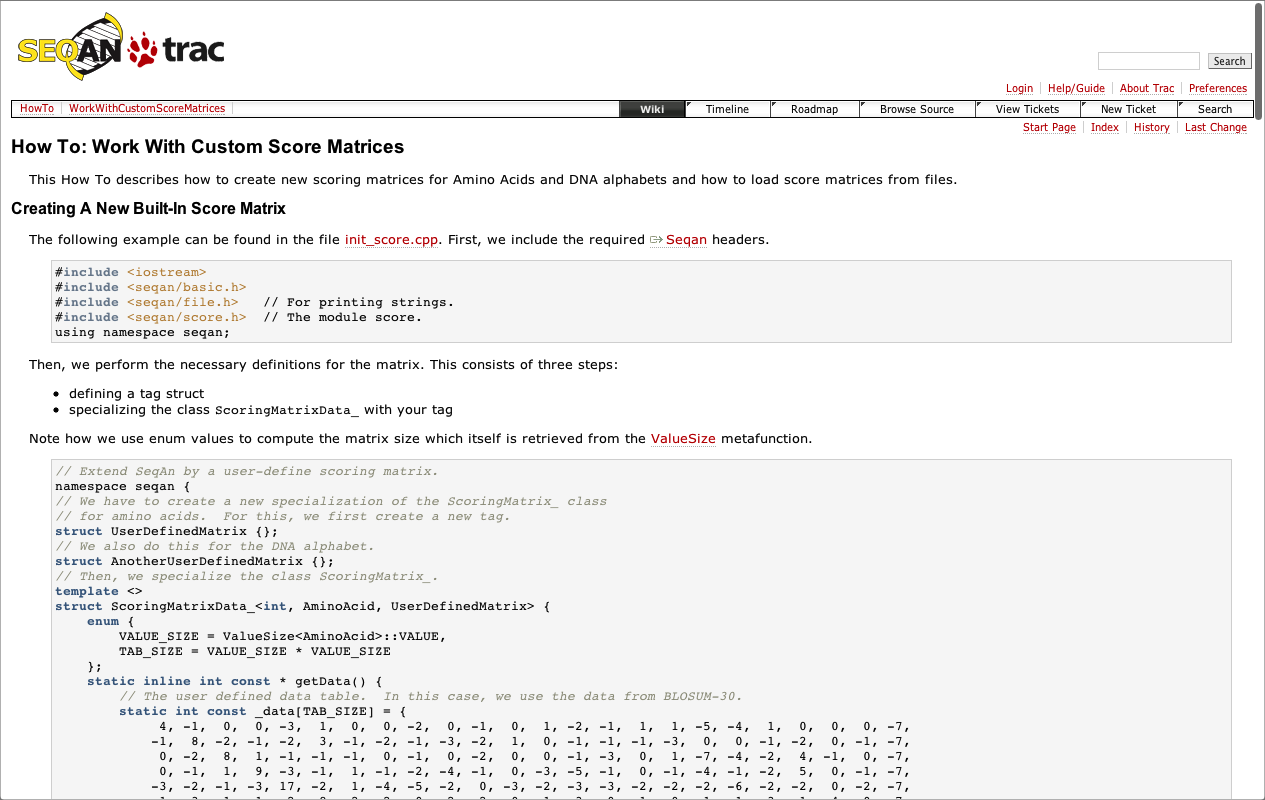 SEQAN trac
Search
Login Help/Guide About Trac Preferences
HowTo WorkWithCustomScoreMatrices Wiki Timeline Roadmap Browse Source View Tickets New Ticket Search
Start Page Index History Last Change
How To: Work With Custom Score Matrices
This How To describes how to create new scoring matrices for Amino Acids and DNA alphabets and how to load score matrices from files.
Creating A New Built-In Score Matrix
The following example can be found in the file init_score.cpp. First, we include the required Seqan headers.
#include <iostream>
#include <seqan/basic.h>
#include <seqan/file.h>   // For printing strings.
#include <seqan/score.h>  // The module score.
using namespace seqan;
Then, we perform the necessary definitions for the matrix. This consists of three steps:
• defining a tag struct
• specializing the class ScoringMatrixData_ with your tag
Note how we use enum values to compute the matrix size which itself is retrieved from the ValueSize metafunction.
// Extend SeqAn by a user-define scoring matrix.
namespace seqan {
// We have to create a new specialization of the ScoringMatrix_ class
// for amino acids.  For this, we first create a new tag.
struct UserDefinedMatrix {};
// We also do this for the DNA alphabet.
struct AnotherUserDefinedMatrix {};
// Then, we specialize the class ScoringMatrix_.
template <>
struct ScoringMatrixData_<int, AminoAcid, UserDefinedMatrix> {
enum {
VALUE_SIZE = ValueSize<AminoAcid>::VALUE,
TAB_SIZE = VALUE_SIZE * VALUE_SIZE
};
static inline int const * getData() {
// The user defined data table.  In this case, we use the data from BLOSUM-30.
static int const _data[TAB_SIZE] = {
4, -1,  0,  0, -3,  1,  0,  0, -2,  0, -1,  0,  1, -2, -1,  1,  1, -5, -4,  1,  0,  0,  0, -7,
-1,  8, -2, -1, -2,  3, -1, -2, -1, -3, -2,  1,  0, -1, -1, -1, -3,  0,  0, -1, -2,  0, -1, -7,
0, -2,  8,  1, -1, -1, -1,  0, -1,  0, -2,  0,  0, -1, -3,  0,  1, -7, -4, -2,  4, -1,  0, -7,
0, -1,  1,  9, -3, -1,  1, -1, -2, -4, -1,  0, -3, -5, -1,  0, -1, -4, -1, -2,  5,  0, -1, -7,
-3, -2, -1, -3, 17, -2,  1, -4, -5, -2,  0, -3, -2, -3, -3, -2, -2, -2, -6, -2, -2,  0, -2, -7,